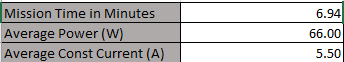 Mission Time in Minutes 6.94
Average Power (W) 66.00
Average Const Current (A) 5.50